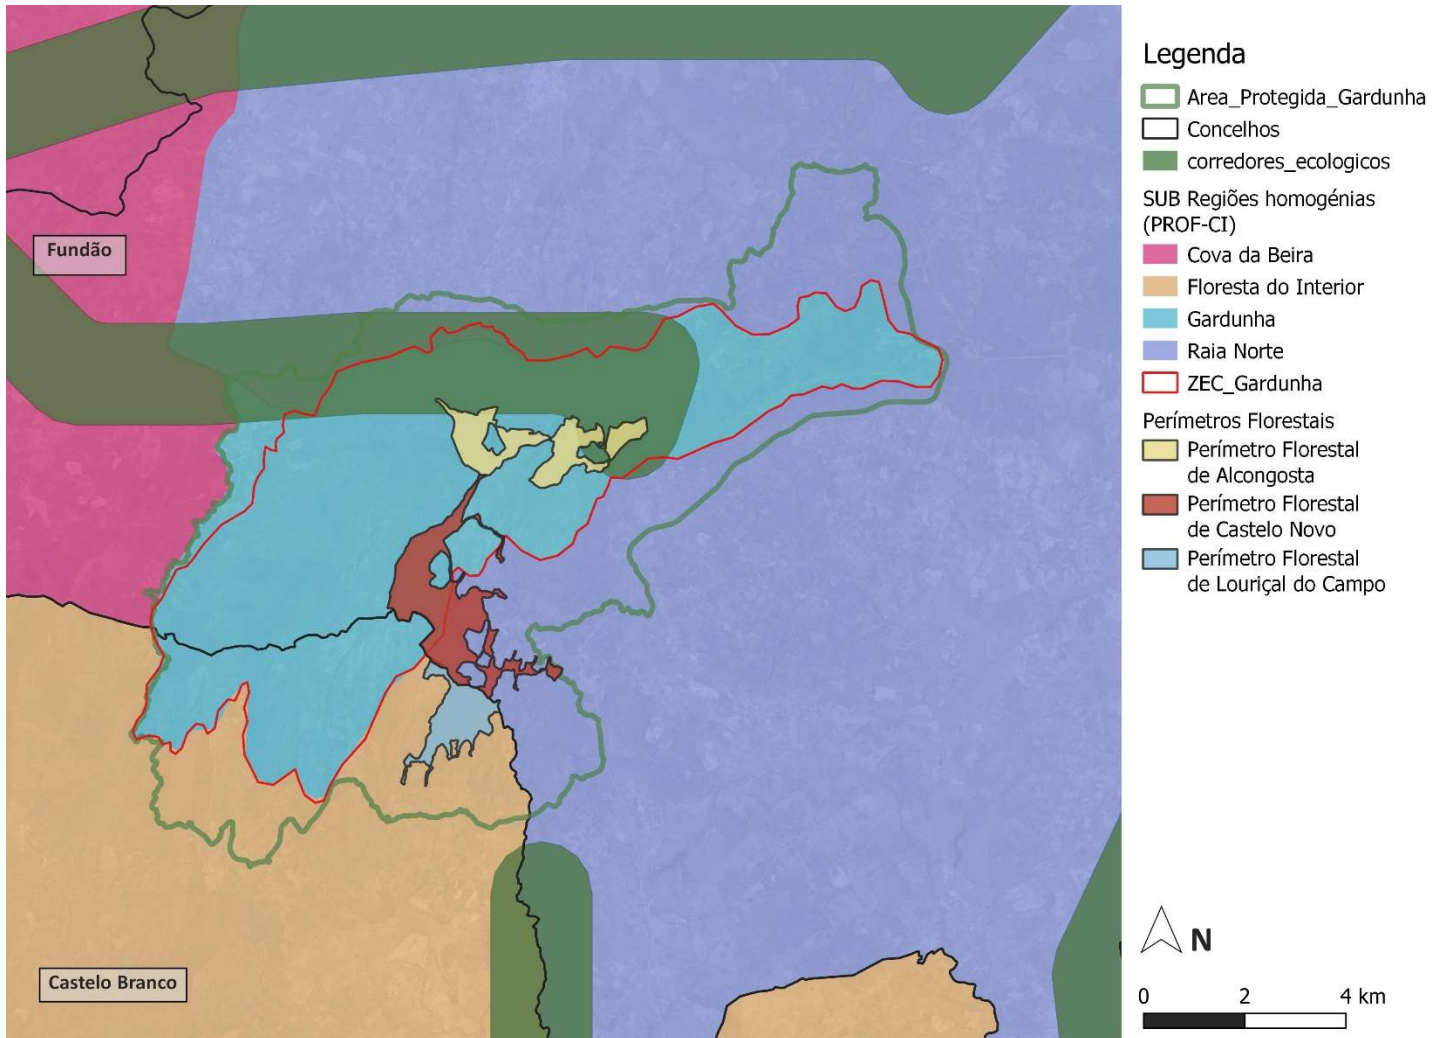 Legenda
Area_Protegida_Gardunha
Concelhos
corredores_ecologicos
SUB Regiões homogénias
(PROF-CI)
Cova da Beira
Floresta do Interior
Gardunha
Raia Norte
ZEC_Gardunha
Perímetros Florestais
Perímetro Florestal
de Alcongosta
Perímetro Florestal
de Castelo Novo
Perímetro Florestal
de Louriçal do Campo
Fundão
Castelo Branco
N
0 2 4 km